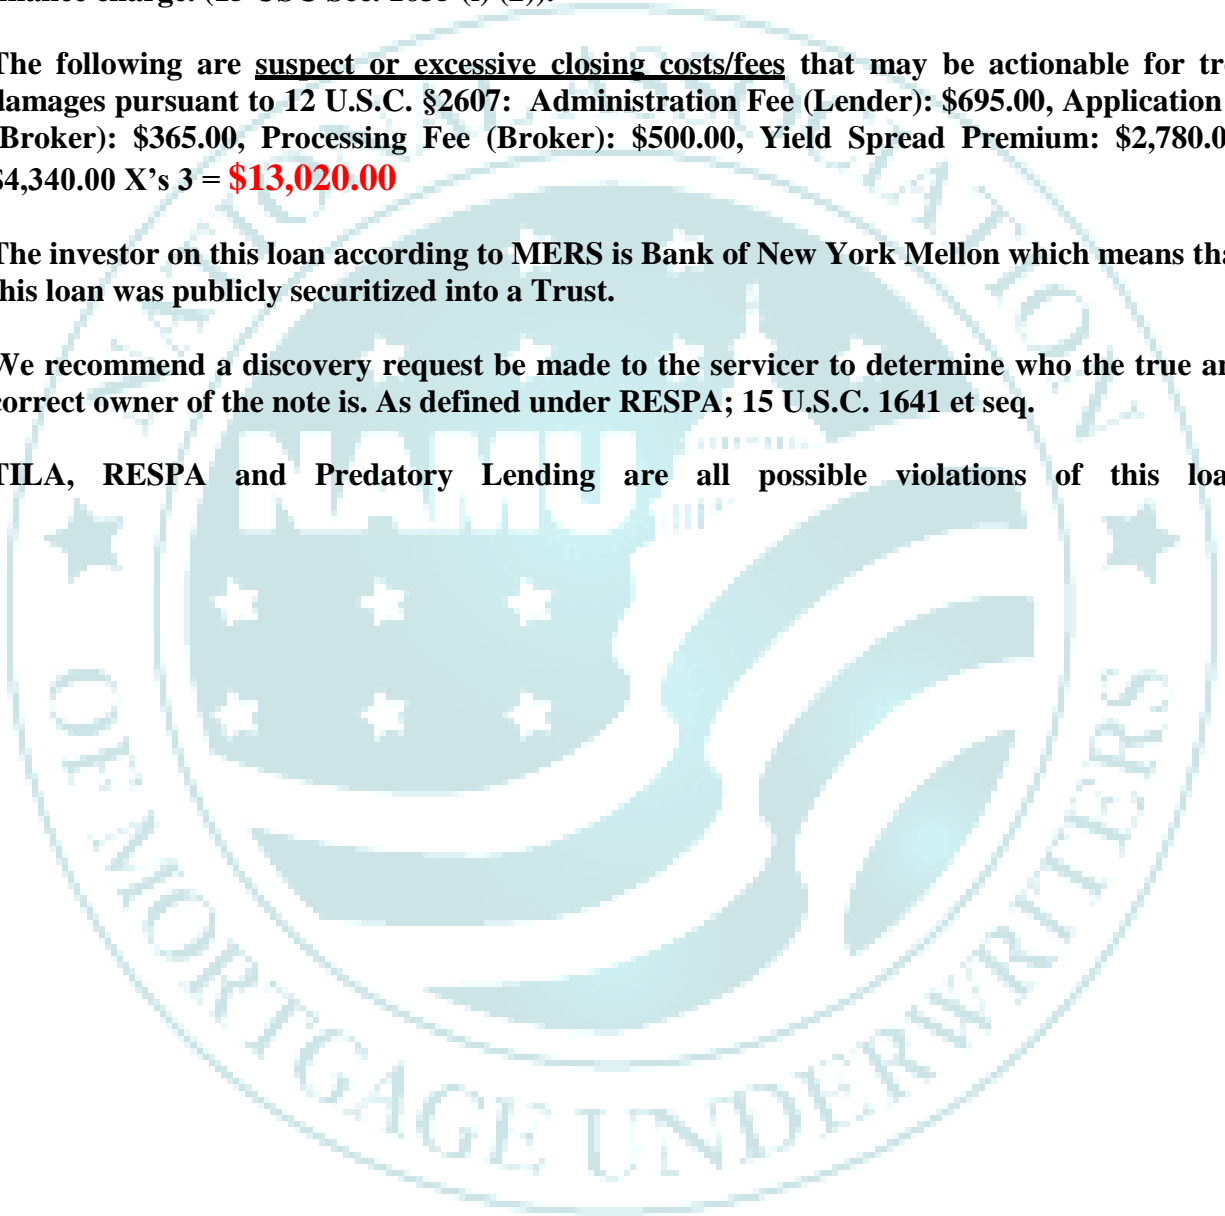 The following are suspect or excessive closing costs/fees that may be actionable for
damages pursuant to 12 U.S.C. §2607: Administration Fee (Lender): $695.00, Application
(Broker): $365.00, Processing Fee (Broker): $500.00, Yield Spread Premium: $2,780.0
$4,340.00 X's 3 = $13,020.00
The investor on this loan according to MERS is Bank of New York Mellon which means tha
this loan was publicly securitized into a Trust.
We recommend a discovery request be made to the servicer to determine who the true an
correct owner of the note is. As defined under RESPA; 15 U.S.C. 1641 et seq.
TILA, RESPA and Predatory Lending are all possible violations of this loa
NATIONAL ASSOCIATION
NAMU
OF MORTGAGE UNDERWRITERS